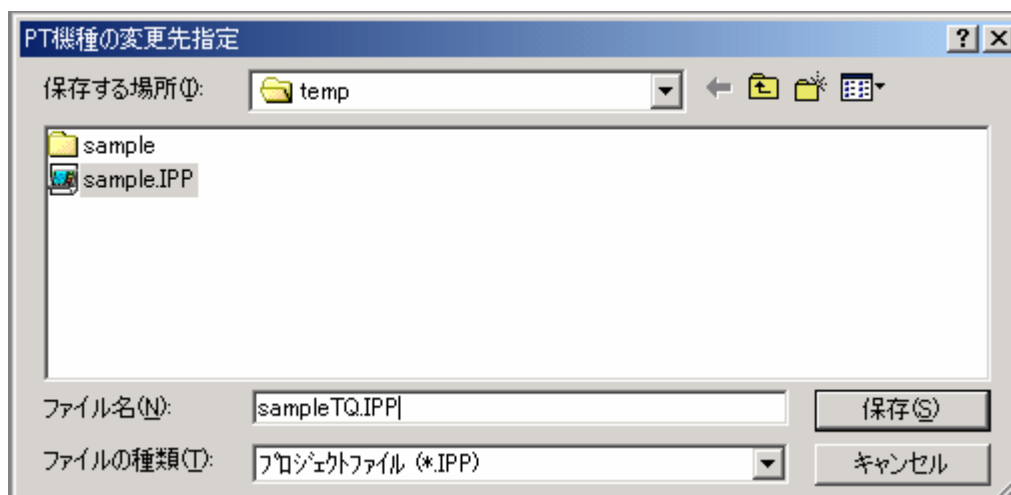 PT機種の変更先指定
保存する場所(I):
temp
sample
sample.IPP
ファイル名(N):
sampleTQ.IPP
保存(S)
ファイルの種類(T):
プロジェクトファイル (*.IPP)
キャンセル